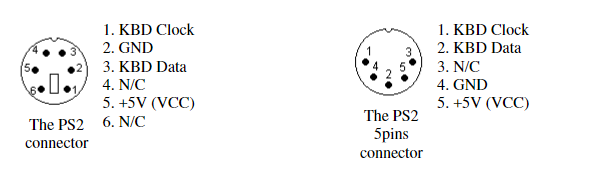 4 3
5 2
6 1
The PS2
connector
1. KBD Clock
2. GND
3. KBD Data
4. N/C
5. +5V (VCC)
6. N/C
1 3
4 5
2
The PS2
5pins
connector
1. KBD Clock
2. KBD Data
3. N/C
4. GND
5. +5V (VCC)